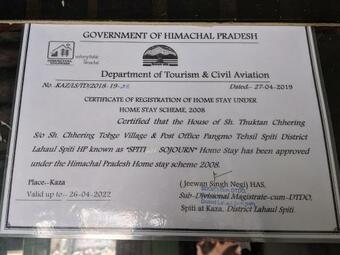 GOVERNMENT OF HIMACHAL PRADESH
unforgettable
Himachal
Department of Tourism & Civil Aviation
No. KAZ/LS/TD/2018-19-
Dated:- 27-04-2019
CERTIFICATE OF REGISTRATION OF HOME STAY UNDER
HOME STAY SCHEME, 2008
Certified that the House of Sh. Thuktan Chhering
S/o Sh. Chhering Tobge Village & Post Office Pangmo Tehsil Spiti District
Lahaul Spiti HP known as "SPITI SOJOURN" Home Stay has been approved
under the Himachal Pradesh Home stay scheme 2008.
Place:-Kaza
Valid up to:- 26-04-2022
( Jeewan Singh Negi) HAS,
Sub-Divisional Magistrate-cum-DTDO,
Spiti at Kaza, District Lahaul Spiti.